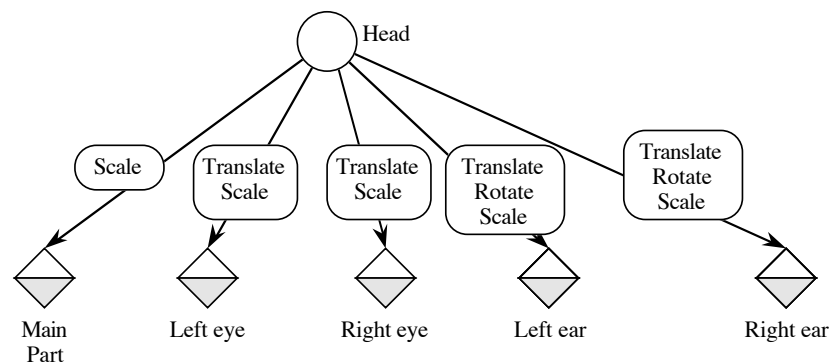 Head
Scale
Translate
Scale
Translate
Scale
Translate
Rotate
Scale
Translate
Rotate
Scale
Main
Part
Left eye
Right eye
Left ear
Right ear